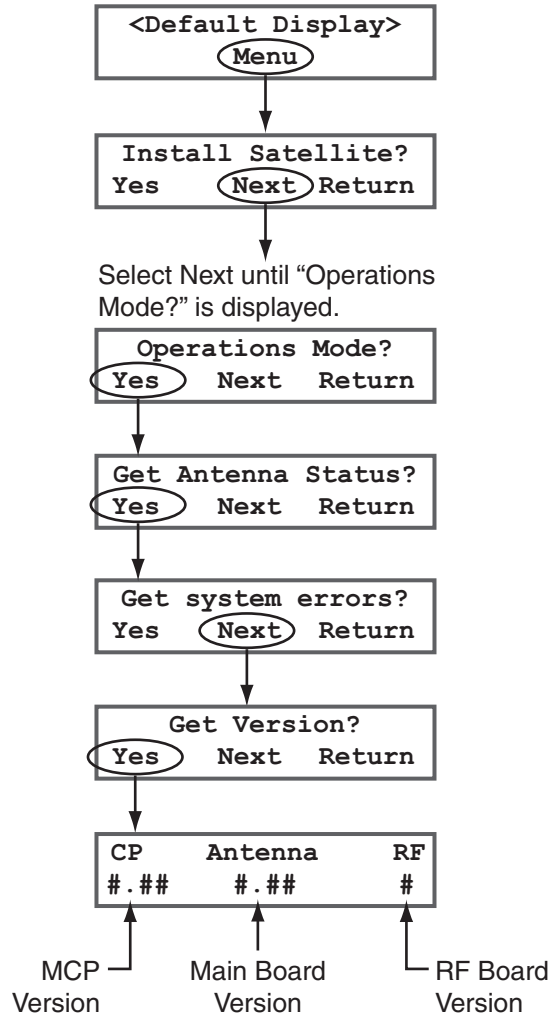 <Default Display>
Menu
Install Satellite?
Yes Next Return
Select Next until “Operations
Mode?” is displayed.
Operations Mode?
Yes Next Return
Get Antenna Status?
Yes Next Return
Get system errors?
Yes Next Return
Get Version?
Yes Next Return
CP Antenna RF
#.## #.## #
MCP
Version
Main Board
Version
RF Board
Version